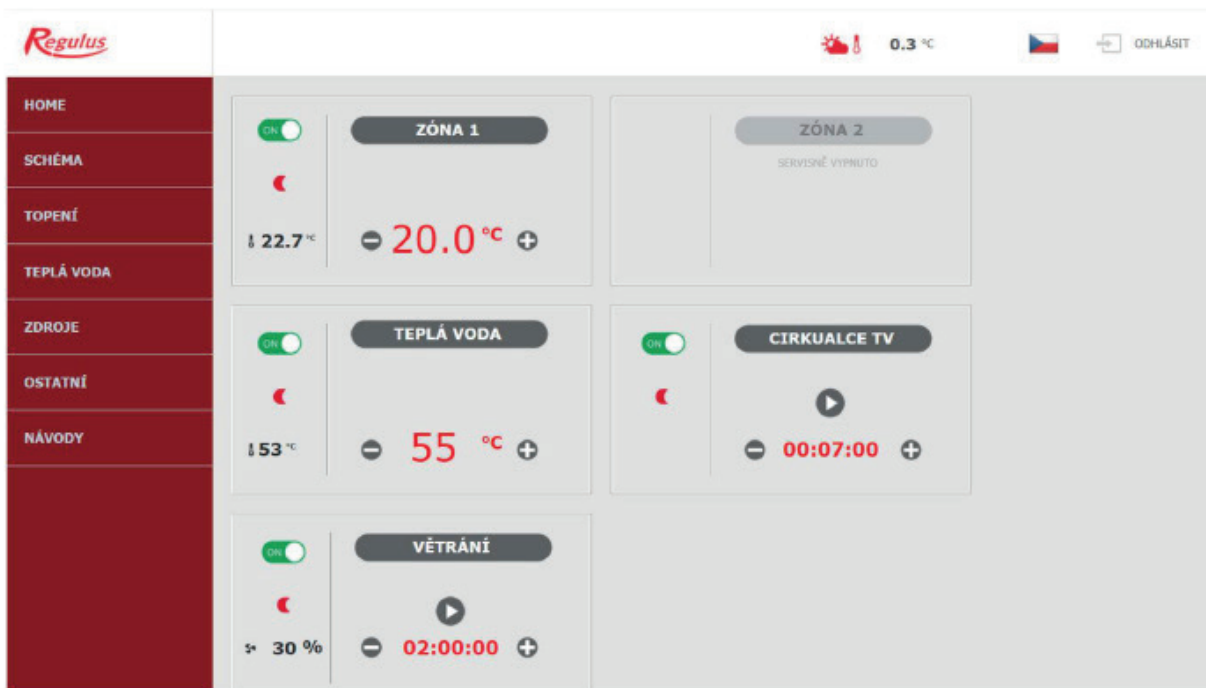 Regulus
0.3 °C
ODHLÁSIT
HOME
SCHÉMA
TOPENÍ
TEPLÁ VODA
ZDROJE
OSTATNÍ
NÁVODY
ON
ZÓNA 1
22.7 °C
20.0 °C
ZÓNA 2
SERVISNĚ VYPNUTO
ON
TEPLÁ VODA
53 °C
55 °C
ON
CIRKUALCE TV
00:07:00
ON
VĚTRÁNÍ
30 %
02:00:00